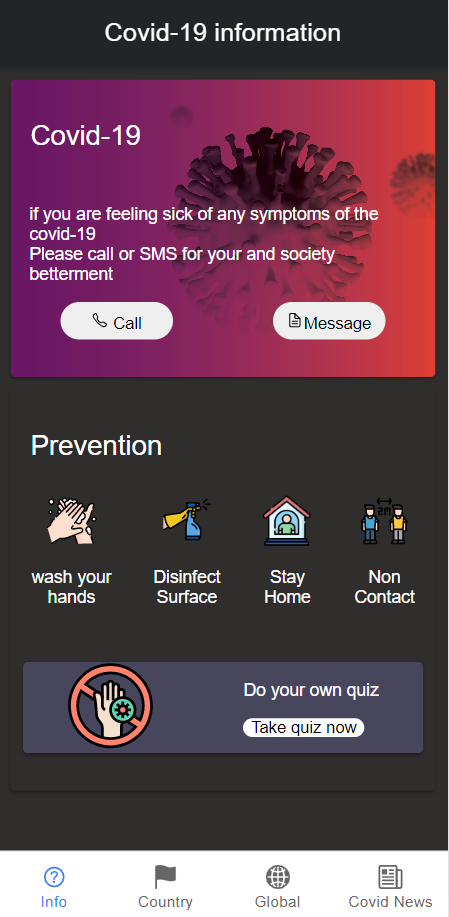 Covid-19 information
Covid-19
if you are feeling sick of any symptoms of the
covid-19
Please call or SMS for your and society
betterment
Call
Message
Prevention
2M
wash your
hands
Disinfect
Surface
Stay
Home
Non
Contact
Do your own quiz
Take quiz now
Info
Country
Global
Covid News